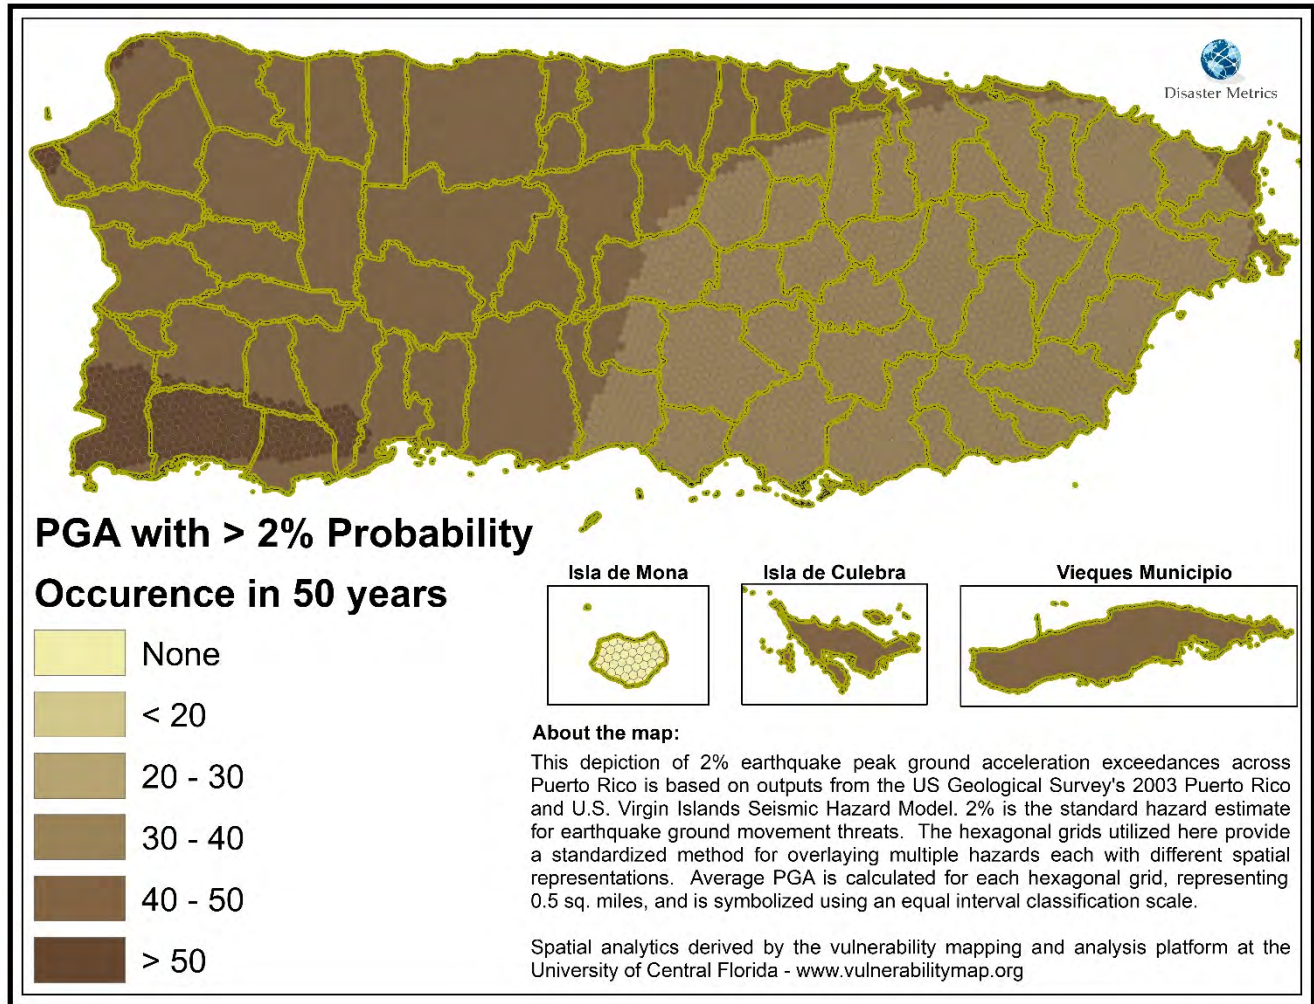 Disaster Metrics
PGA with > 2% Probability
Occurence in 50 years
None
< 20
20 - 30
30 - 40
40 - 50
> 50
Isla de Mona
Isla de Culebra
Vieques Municipio
About the map:
This depiction of 2% earthquake peak ground acceleration exceedances across
Puerto Rico is based on outputs from the US Geological Survey's 2003 Puerto Rico
and U.S. Virgin Islands Seismic Hazard Model. 2% is the standard hazard estimate
for earthquake ground movement threats. The hexagonal grids utilized here provide
a standardized method for overlaying multiple hazards each with different spatial
representations. Average PGA is calculated for each hexagonal grid, representing
0.5 sq. miles, and is symbolized using an equal interval classification scale.
Spatial analytics derived by the vulnerability mapping and analysis platform at the
University of Central Florida - www.vulnerabilitymap.org